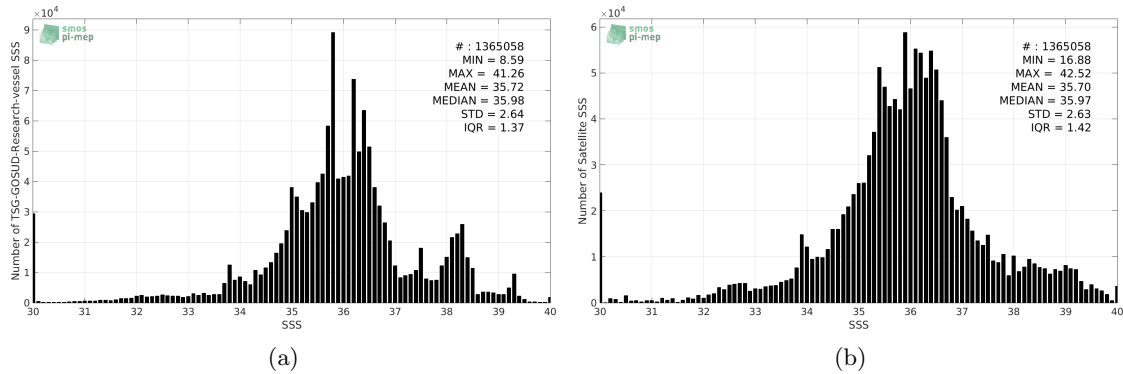 ×10⁴
smos
pi-mep
# : 1365058
MIN = 8.59
MAX = 41.26
MEAN = 35.72
MEDIAN = 35.98
STD = 2.64
IQR = 1.37
Number of TSG-GOSUD-Research-vessel SSS
9
8
7
6
5
4
3
2
1
0
30 31 32 33 34 35 36 37 38 39 40
SSS
(a)
×10⁴
smos
pi-mep
# : 1365058
MIN = 16.88
MAX = 42.52
MEAN = 35.70
MEDIAN = 35.97
STD = 2.63
IQR = 1.42
Number of Satellite SSS
6
5
4
3
2
1
0
30 31 32 33 34 35 36 37 38 39 40
SSS
(b)